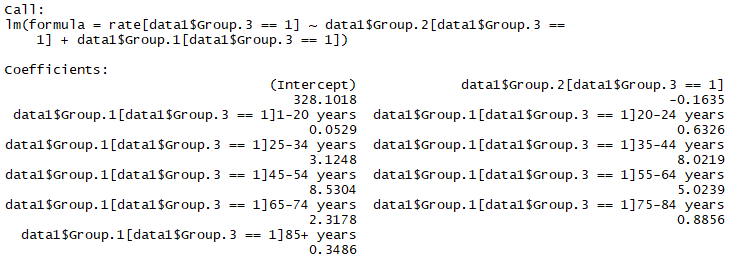 Call:
lm(formula = rate[data1$Group.3 == 1] ~ data1$Group.2[data1$Group.3 ==
    1] + data1$Group.1[data1$Group.3 == 1])
Coefficients:
(Intercept) data1$Group.2[data1$Group.3 == 1]
328.1018 -0.1635
data1$Group.1[data1$Group.3 == 1]1-20 years data1$Group.1[data1$Group.3 == 1]20-24 years
0.0529 0.6326
data1$Group.1[data1$Group.3 == 1]25-34 years data1$Group.1[data1$Group.3 == 1]35-44 years
3.1248 8.0219
data1$Group.1[data1$Group.3 == 1]45-54 years data1$Group.1[data1$Group.3 == 1]55-64 years
8.5304 5.0239
data1$Group.1[data1$Group.3 == 1]65-74 years data1$Group.1[data1$Group.3 == 1]75-84 years
2.3178 0.8856
data1$Group.1[data1$Group.3 == 1]85+ years
0.3486